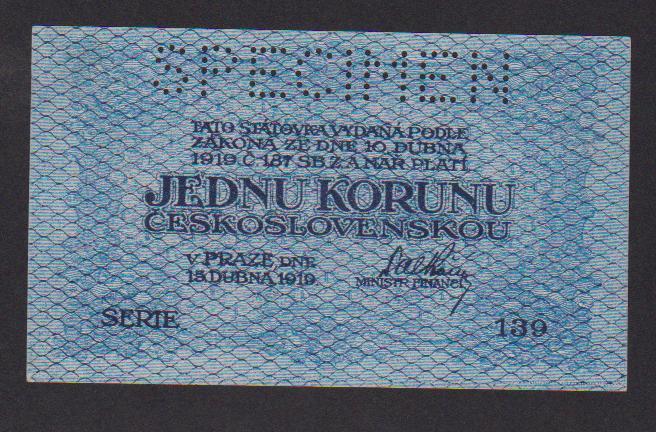 SPECIMEN
TATO STÁTOVKA VYDANÁ PODLE
ZÁKONA ZE DNE 10. DUBNA
1919 Č. 187 SB. Z. A NAŘ. PLATÍ
JEDNU KORUNU
ČESKOSLOVENSKOU
V PRAZE DNE
15. DUBNA 1919.
MINISTR FINANCÍ
SERIE 139